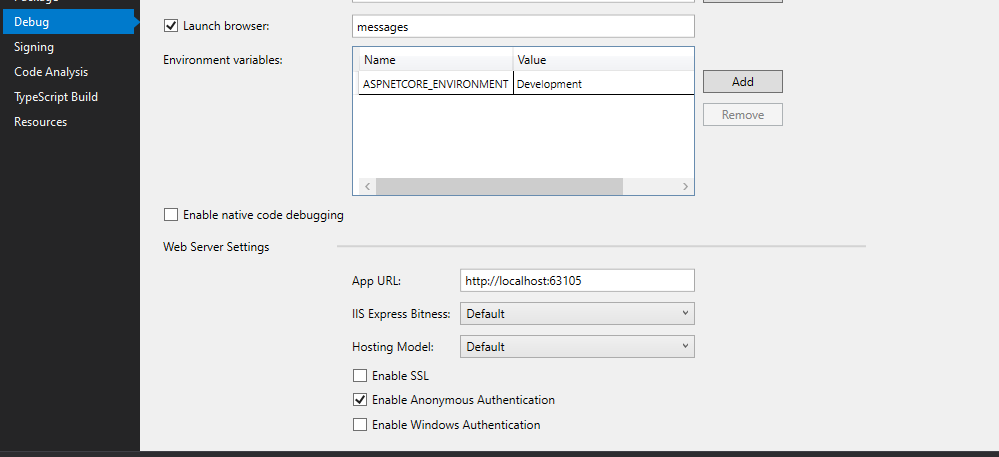 Debug
Signing
Code Analysis
TypeScript Build
Resources
Launch browser:
messages
Environment variables:
Name Value
ASPNETCORE_ENVIRONMENT Development
Add
Remove
Enable native code debugging
Web Server Settings
App URL: http://localhost:63105
IIS Express Bitness: Default
Hosting Model: Default
Enable SSL
Enable Anonymous Authentication
Enable Windows Authentication